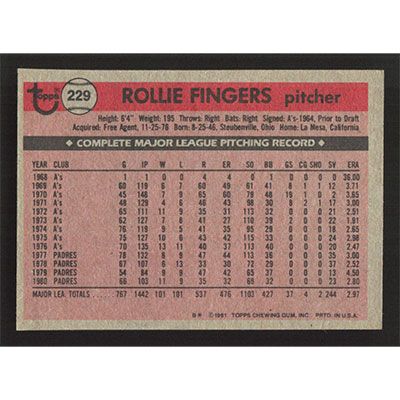 Topps 229 ROLLIE FINGERS pitcher
Height: 6'4" Weight: 195 Throws: Right Bats: Right Signed: A's-1964, Prior to Draft
Acquired: Free Agent, 11-25-76 Born: 8-25-46, Steubenville, Ohio Home: La Mesa, California
COMPLETE MAJOR LEAGUE PITCHING RECORD
YEAR CLUB G IP W L R ER SO BB GS CG SHO SV ERA
1968 A's 1 1 0 0 4 4 0 1 0 0 0 0 36.00
1969 A's 60 119 6 7 60 49 61 41 8 1 1 12 3.71
1970 A's 45 148 7 9 65 60 79 48 19 1 0 2 3.65
1971 A's 48 129 4 6 46 43 98 30 8 2 1 17 3.00
1972 A's 65 111 11 9 35 31 113 33 0 0 0 21 2.51
1973 A's 62 127 7 8 41 27 110 39 2 0 0 22 1.91
1974 A's 76 119 9 5 41 35 95 29 0 0 0 18 2.65
1975 A's 75 127 10 6 43 42 115 33 0 0 0 24 2.98
1976 A's 70 135 13 11 40 113 40 0 0 0 20
1977 PADRES 78 132 8 9 47 44 113 36 0 0 0 35 3.00
1978 PADRES 67 107 6 13 33 30 72 29 0 0 0 37 2.52
1979 PADRES 54 84 9 9 48 42 65 37 0 0 0 13 4.50
1980 PADRES 66 103 11 9 35 32 69 32 0 0 0 23 2.80
MAJOR LEA. TOTALS 767 1442 101 101 537 476 1103 427 37 4 2 244 2.97
©1981 TOPPS CHEWING GUM, INC. PRTD. IN U.S.A.